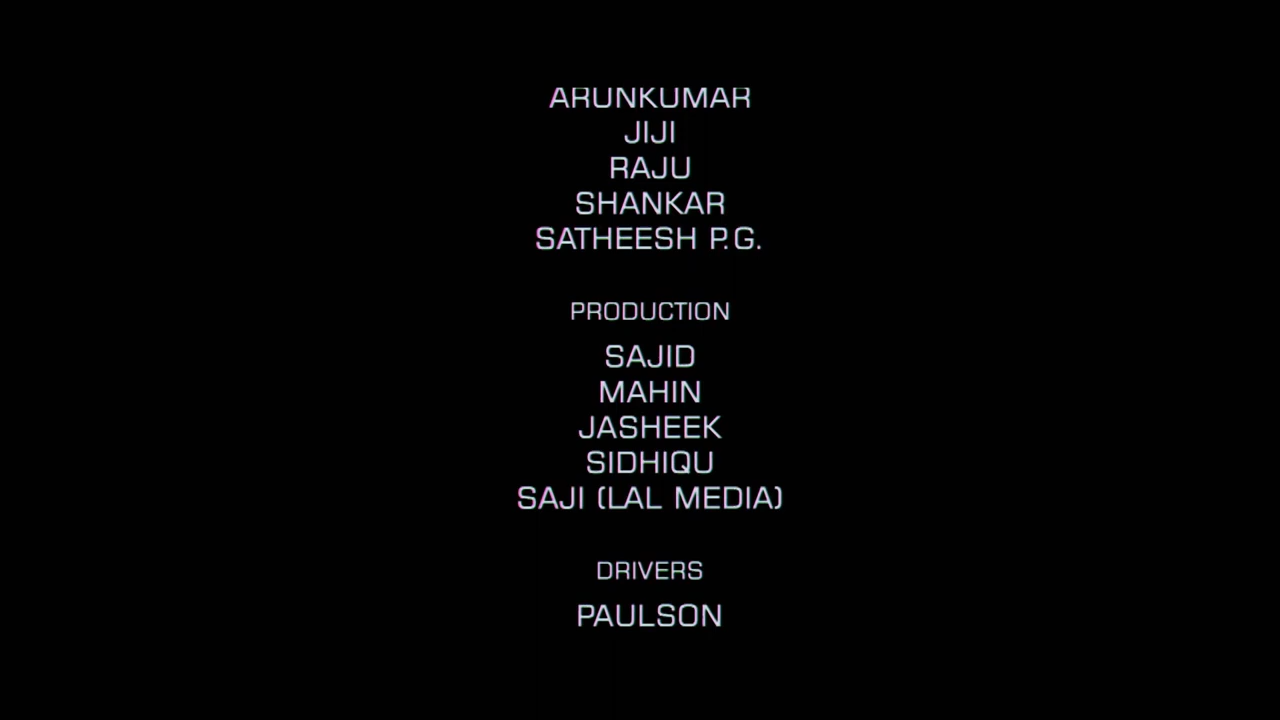 ARUNKUMAR
JIJI
RAJU
SHANKAR
SATHEESH P.G.
PRODUCTION
SAJID
MAHIN
JASHEEK
SIDHIQU
SAJI (LAL MEDIA)
DRIVERS
PAULSON